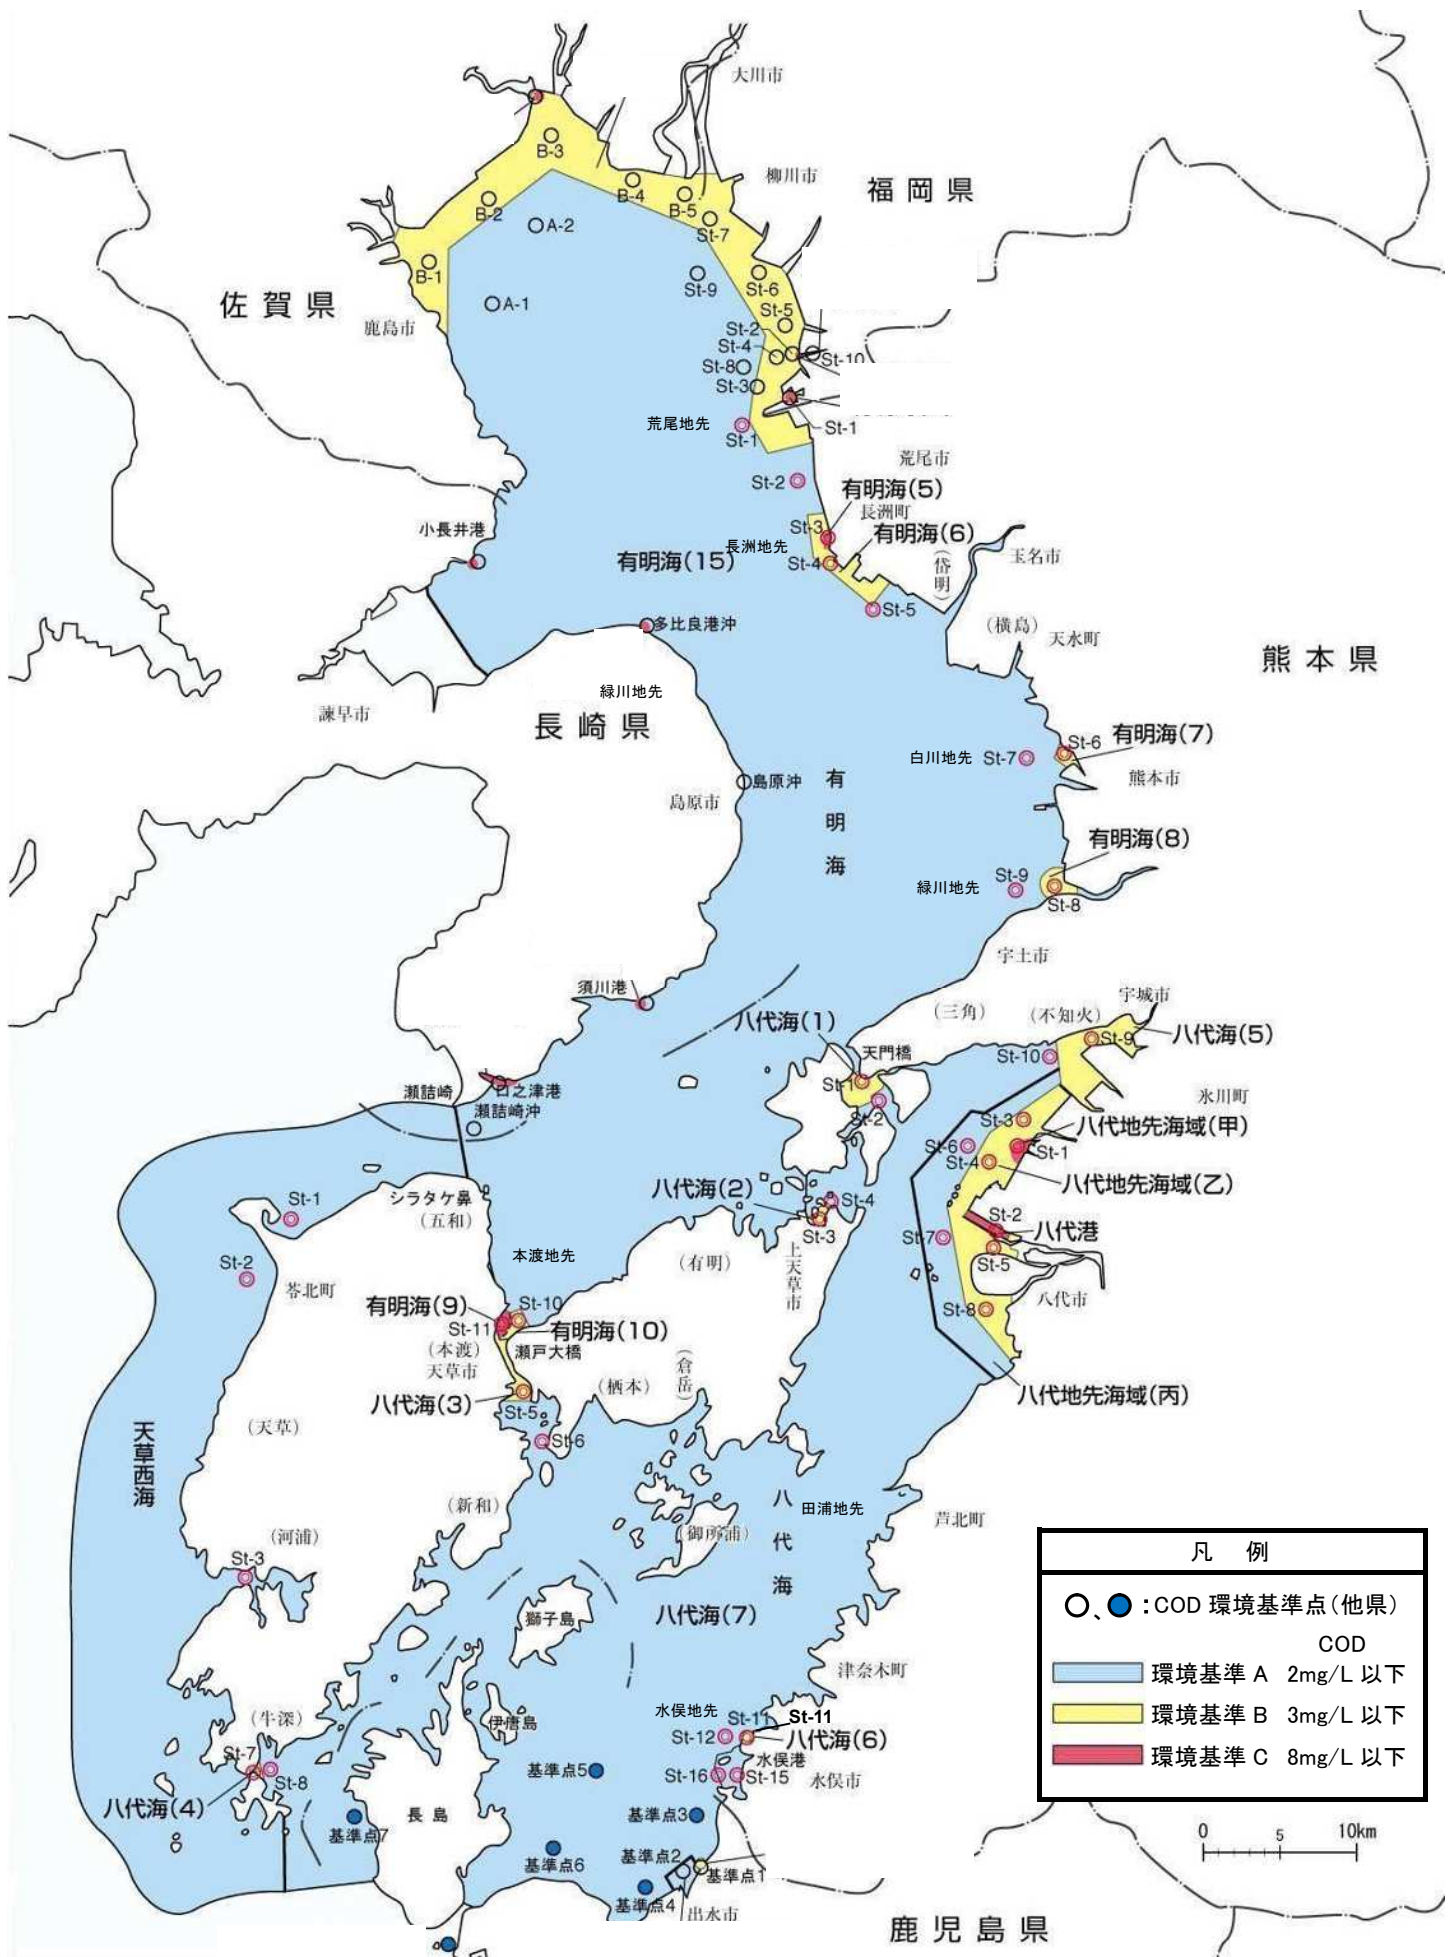 大川市
B-3
柳川市
福岡県
B-4
B-5
B-2
A-2
St-7
B-1
St-9
St-6
佐賀県
A-1
鹿島市
St-5
St-2
St-4
St-10
St-8
St-3
荒尾地先
St-1
St-1
荒尾市
St-2
有明海(5)
長洲町
St-3
有明海(6)
小長井港
長洲地先
有明海(15)
St-4
(岱明)
玉名市
St-5
多比良港沖
(横島)
天水町
熊本県
緑川地先
諫早市
長崎県
有明海(7)
St-6
白川地先
St-7
熊本市
島原沖
島原市
有明海
有明海(8)
St-9
緑川地先
St-8
宇土市
須川港
宇城市
(三角)
(不知火)
八代海(1)
天門橋
St-9
八代海(5)
St-10
St-1
口之津港
瀬詰崎
瀬詰崎沖
St-2
氷川町
St-3
八代地先海域(甲)
St-6
St-1
St-4
八代地先海域(乙)
八代海(2)
シラタケ鼻
St-1
(五和)
St-4
St-3
St-2
八代港
St-7
本渡地先
(有明)
上天草市
St-5
St-2
苓北町
八代市
有明海(9)
St-10
St-8
St-11
有明海(10)
(本渡)
瀬戸大橋
天草市
(倉岳)
(栖本)
八代地先海域(丙)
八代海(3)
St-5
(天草)
St-6
天草西海
八代海
田浦地先
(新和)
芦北町
(御所浦)
(河浦)
St-3
獅子島
八代海(7)
津奈木町
水俣地先
(牛深)
伊唐島
St-11
St-11
St-12
八代海(6)
水俣港
St-7
St-8
基準点5
St-16
St-15
水俣市
八代海(4)
長島
基準点3
基準点7
基準点2
基準点6
基準点1
基準点4
出水市
鹿児島県
凡 例
○、●:COD 環境基準点(他県)
COD
環境基準 A 2mg/L 以下
環境基準 B 3mg/L 以下
環境基準 C 8mg/L 以下
0 5 10km